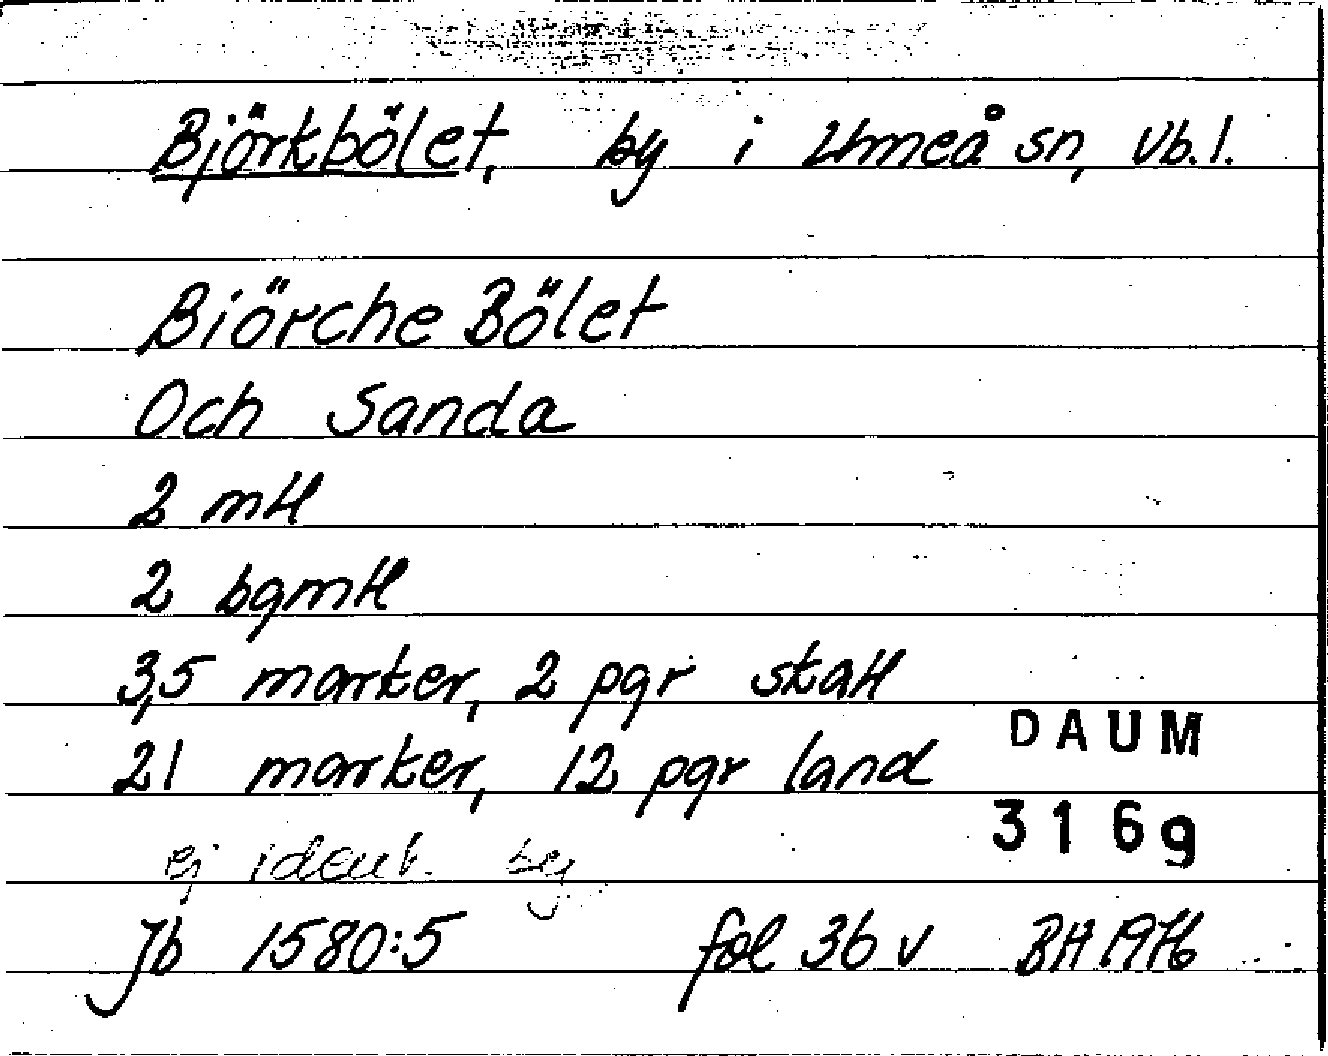 Björkbölet, by i Umeå sn, Vb. l.
Biörche Bölet
Och Sanda
2 mtl
2 bgmtl
3,5 marker, 2 pgr skatt
21 marker, 12 pgr land
DAUM
316g
ej ident. by
Jb 1580:5 fol 36 v BH 1976